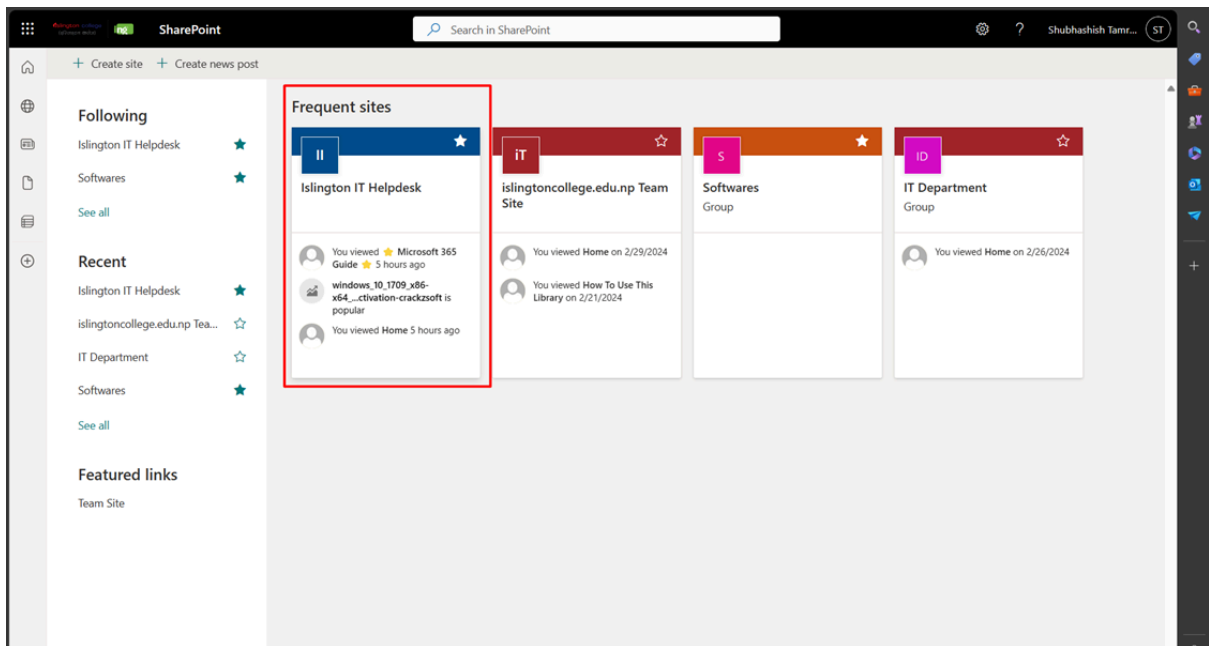 SharePoint
Search in SharePoint
?
Shubhashish Tamr...
ST
+ Create site
+ Create news post
Following
Islington IT Helpdesk
Softwares
See all
Recent
Islington IT Helpdesk
islingtoncollege.edu.np Tea...
IT Department
Softwares
See all
Featured links
Team Site
Frequent sites
II
Islington IT Helpdesk
You viewed ⭐ Microsoft 365
Guide ⭐ 5 hours ago
windows_10_1709_x86-
x64_...ctivation-crackzsoft is
popular
You viewed Home 5 hours ago
iT
islingtoncollege.edu.np Team
Site
You viewed Home on 2/29/2024
You viewed How To Use This
Library on 2/21/2024
S
Softwares
Group
ID
IT Department
Group
You viewed Home on 2/26/2024